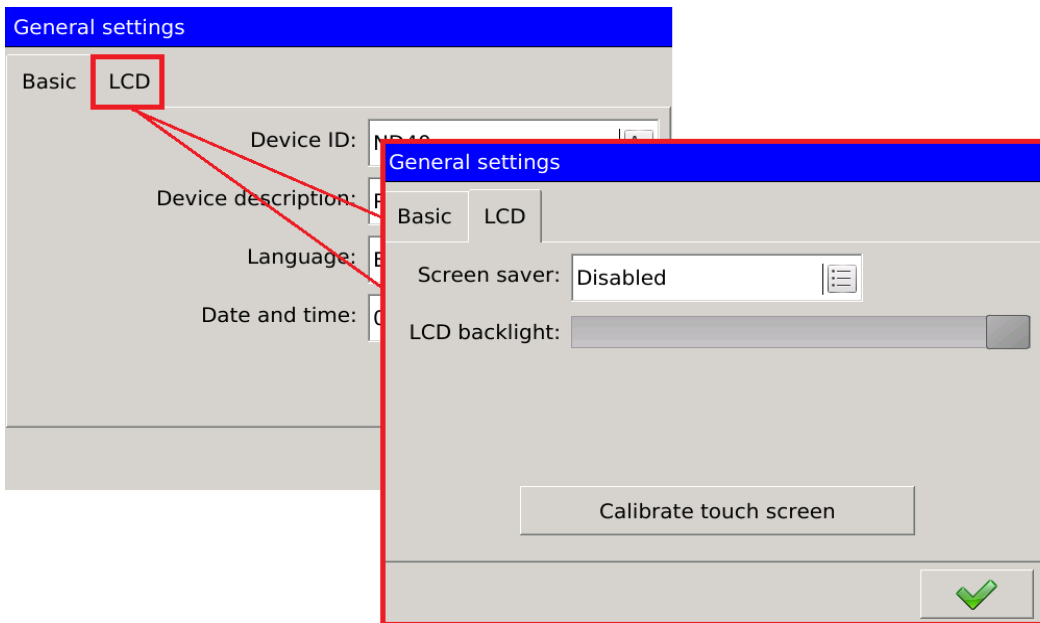 General settings
Basic LCD
Device ID:
Device description:
Language:
Date and time:
General settings
Basic LCD
Screen saver: Disabled
LCD backlight:
Calibrate touch screen